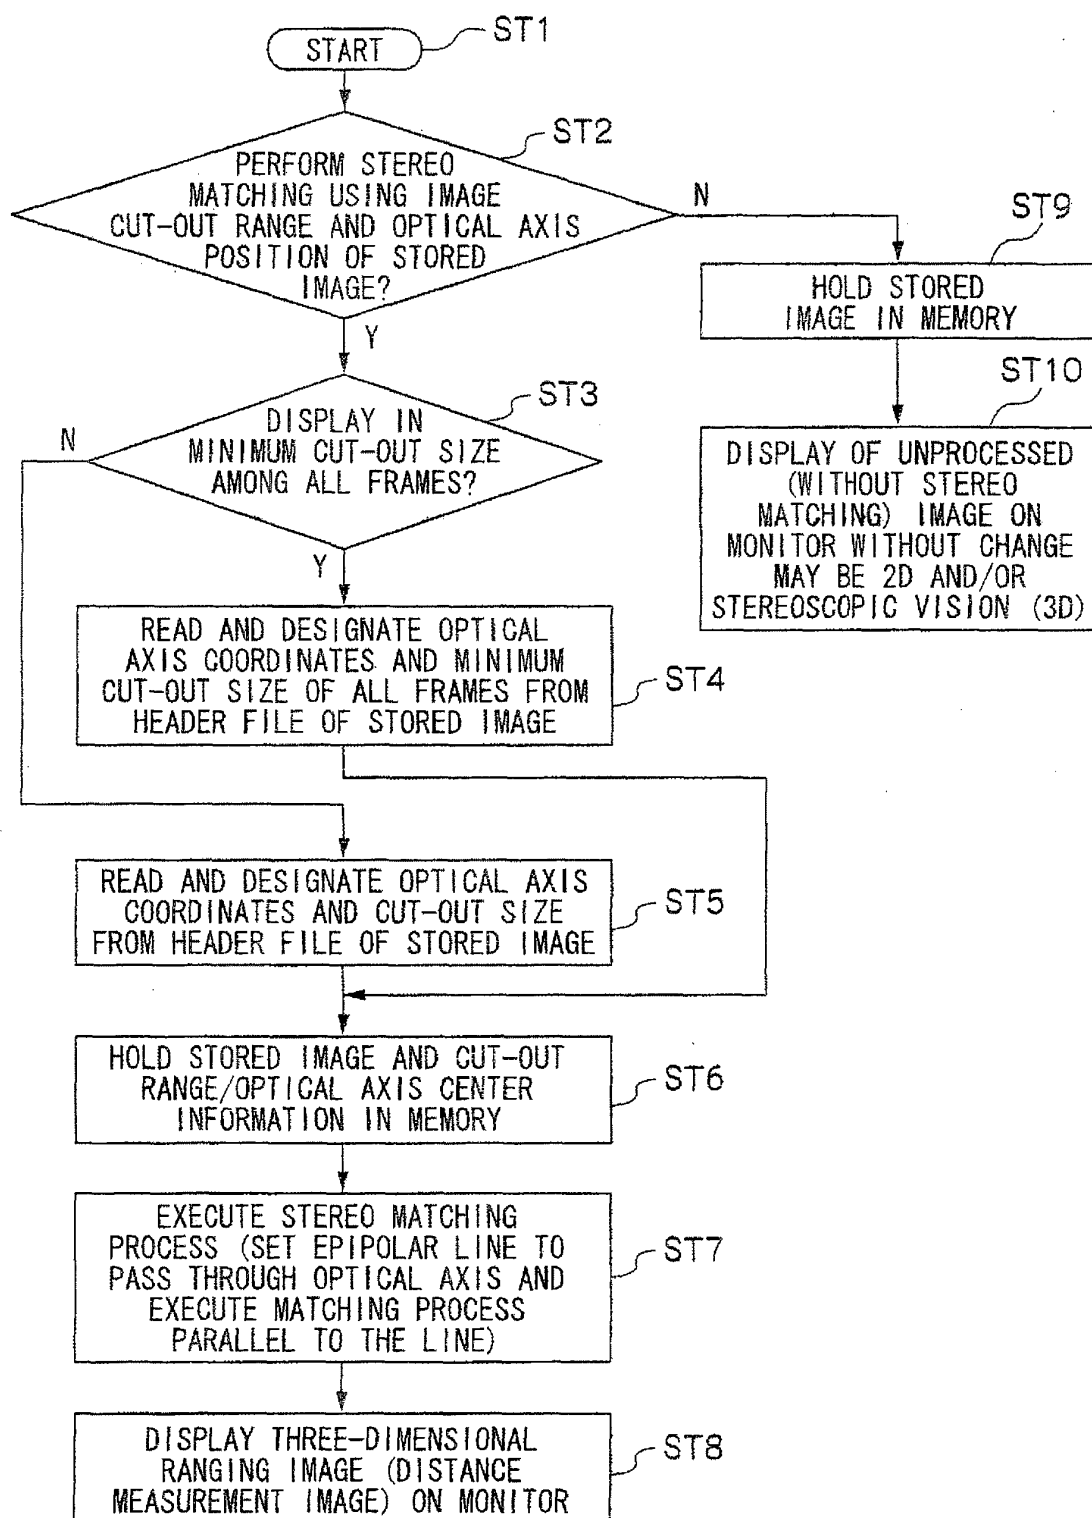 START
ST1
ST2
PERFORM STEREO
MATCHING USING IMAGE
CUT-OUT RANGE AND OPTICAL AXIS
POSITION OF STORED
IMAGE?
N
Y
ST9
HOLD STORED
IMAGE IN MEMORY
ST10
DISPLAY OF UNPROCESSED
(WITHOUT STEREO
MATCHING) IMAGE ON
MONITOR WITHOUT CHANGE
MAY BE 2D AND/OR
STEREOSCOPIC VISION (3D)
ST3
DISPLAY IN
MINIMUM CUT-OUT SIZE
AMONG ALL FRAMES?
N
Y
READ AND DESIGNATE OPTICAL
AXIS COORDINATES AND MINIMUM
CUT-OUT SIZE OF ALL FRAMES FROM
HEADER FILE OF STORED IMAGE
ST4
READ AND DESIGNATE OPTICAL AXIS
COORDINATES AND CUT-OUT SIZE
FROM HEADER FILE OF STORED IMAGE
ST5
HOLD STORED IMAGE AND CUT-OUT
RANGE/OPTICAL AXIS CENTER
INFORMATION IN MEMORY
ST6
EXECUTE STEREO MATCHING
PROCESS (SET EPIPOLAR LINE TO
PASS THROUGH OPTICAL AXIS AND
EXECUTE MATCHING PROCESS
PARALLEL TO THE LINE)
ST7
DISPLAY THREE-DIMENSIONAL
RANGING IMAGE (DISTANCE
MEASUREMENT IMAGE) ON MONITOR
ST8